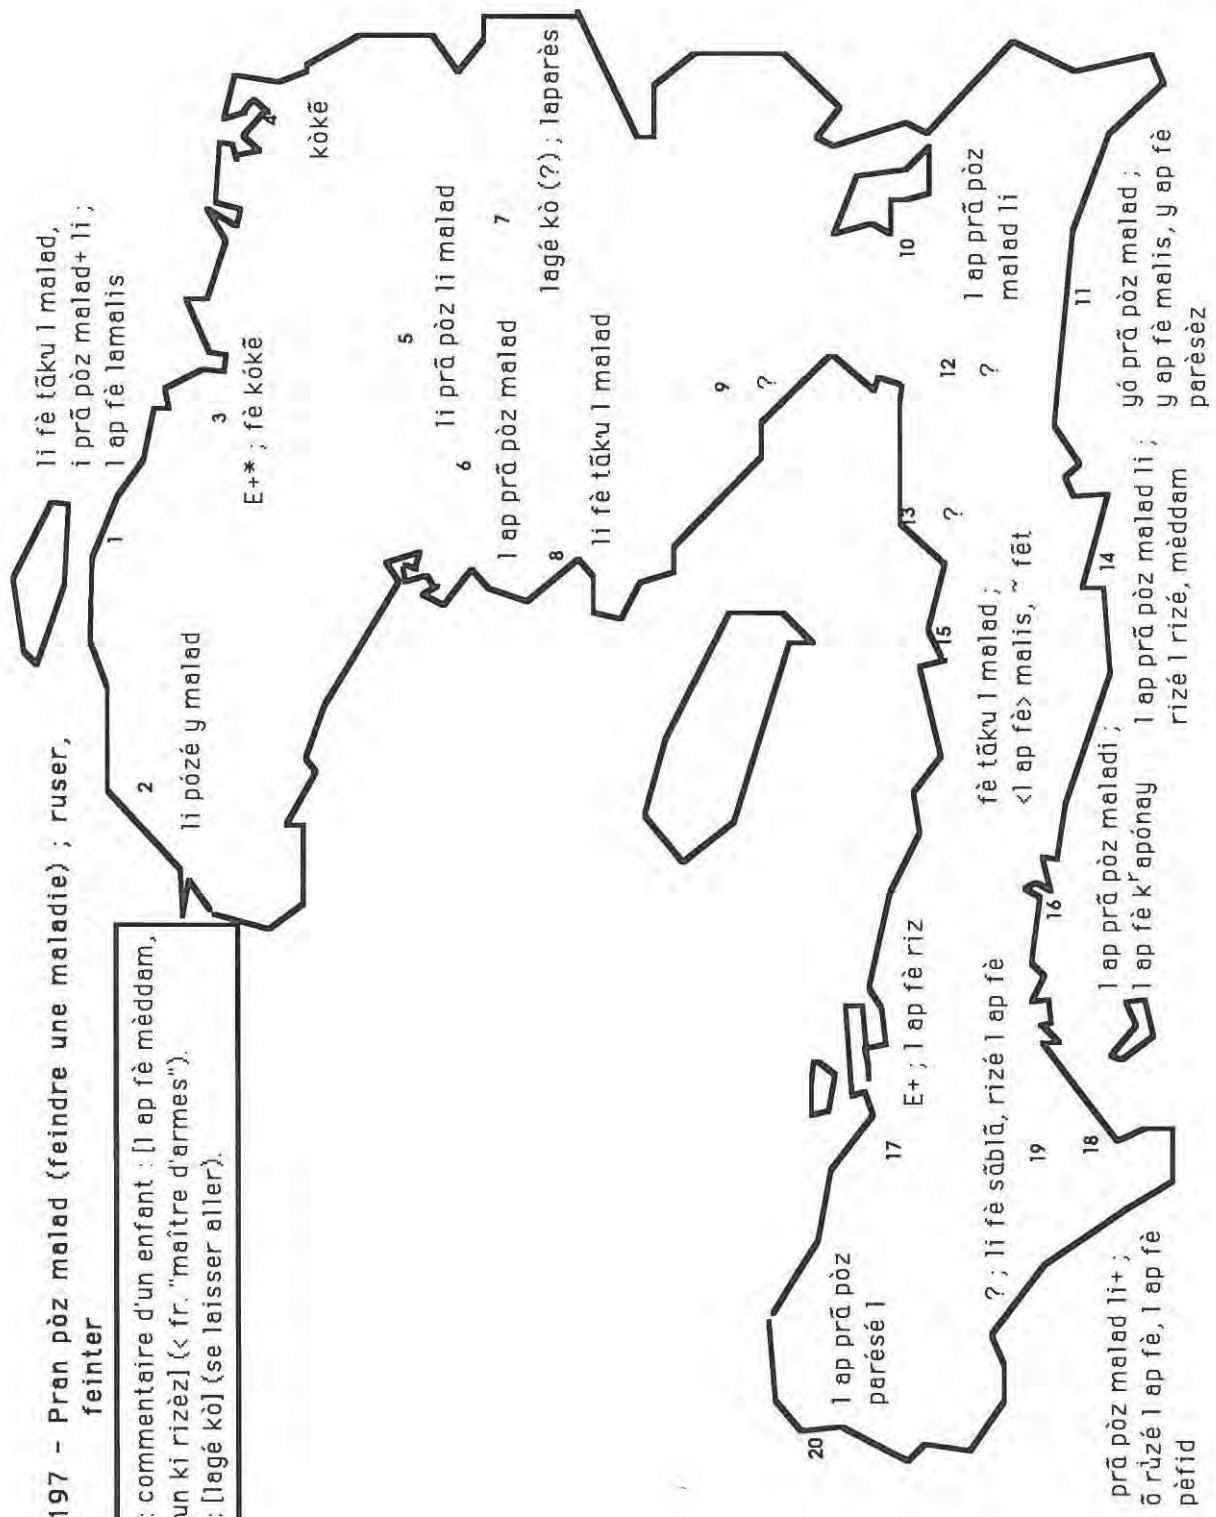 197 - Pran pòz malad (feindre une maladie) ; ruser,
feinter
: commentaire d'un enfant : [l ap fè mèddam,
un ki rizèz] (< fr. "maître d'armes").
: [lagé kò] (se laisser aller).
1
li fè tãku l malad,
i prã pòz malad+ li ;
l ap fè lamalis
2
li pózé y malad
3
E+* ; fè kókẽ
4
kòkẽ
5
li prã pòz li malad
6
l ap prã pòz malad
7
lagé kò (?) ; laparès
8
li fè tãku l malad
9
?
10
l ap prã pòz
malad li
11
yó prã pòz malad ;
y ap fè malis, y ap fè
parèsèz
12
?
13
?
14
l ap prã pòz malad li ;
rizé l rizé, mèddam
15
fè tãku l malad ;
<l ap fè> malis, ~ fẽt
16
l ap prã pòz maladi ;
l ap fè kʳapónay
17
E+ ; l ap fè riz
18
prã pòz malad li+ ;
õ rùzé l ap fè, l ap fè
pèfid
19
? ; li fè sãblã, rizé l ap fè
20
l ap prã pòz
parésé l